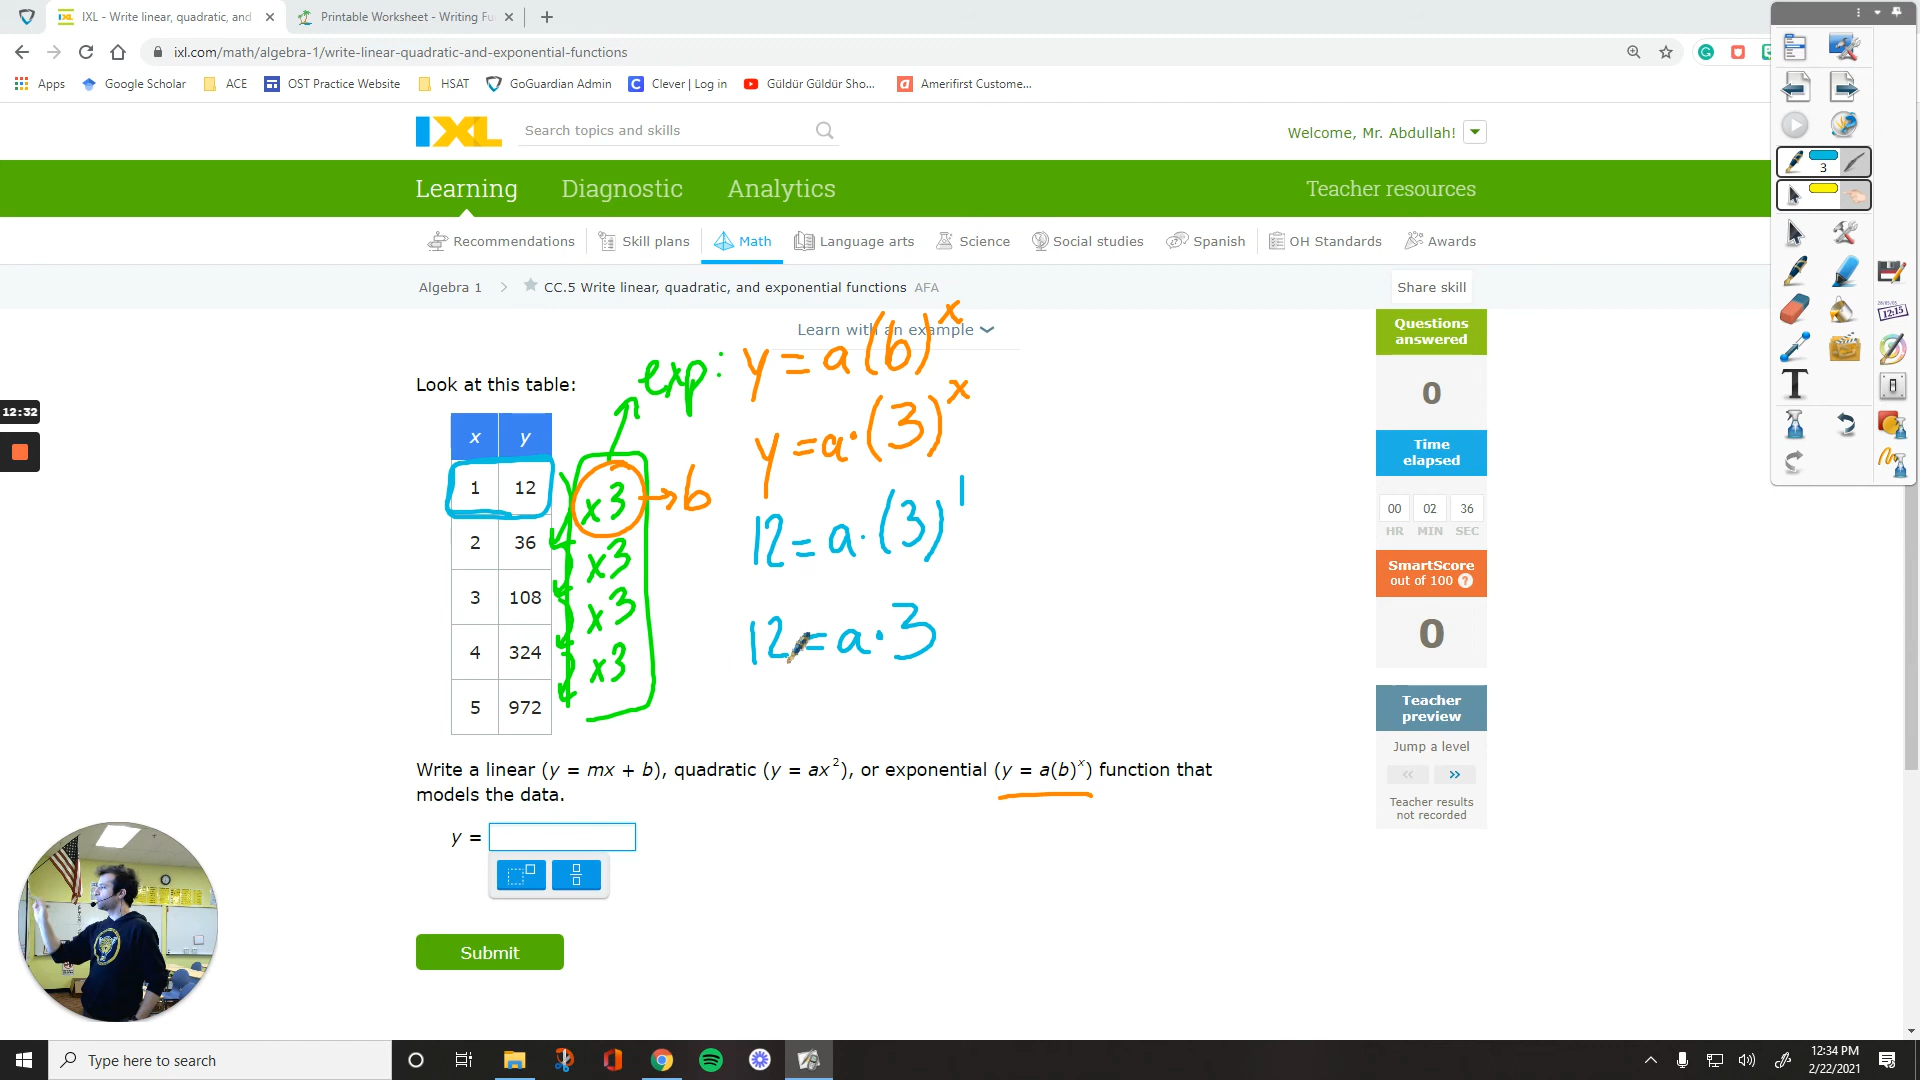 IXL - Write linear, quadratic, and
Printable Worksheet - Writing Fu
ixl.com/math/algebra-1/write-linear-quadratic-and-exponential-functions
Apps Google Scholar ACE OST Practice Website HSAT GoGuardian Admin Clever | Log in Güldür Güldür Sho... Amerifirst Custome...
IXL Search topics and skills Welcome, Mr. Abdullah!
Learning Diagnostic Analytics Teacher resources
Recommendations Skill plans Math Language arts Science Social studies Spanish OH Standards Awards
Algebra 1 > CC.5 Write linear, quadratic, and exponential functions AFA Share skill
Learn with an example
Look at this table:
x y
1 12
2 36
3 108
4 324
5 972
x3
x3
x3
x3
→b
exp: y = a(b)^x
y = a·(3)^x
12 = a·(3)^1
12 = a·3
Write a linear (y = mx + b), quadratic (y = ax²), or exponential (y = a(b)^x) function that
models the data.
y =
Submit
Questions
answered
0
Time
elapsed
00 02 36
HR MIN SEC
SmartScore
out of 100 ?
0
Teacher
preview
Jump a level
<< >>
Teacher results
not recorded
12:32
3
T
12:15
Type here to search
12:34 PM
2/22/2021